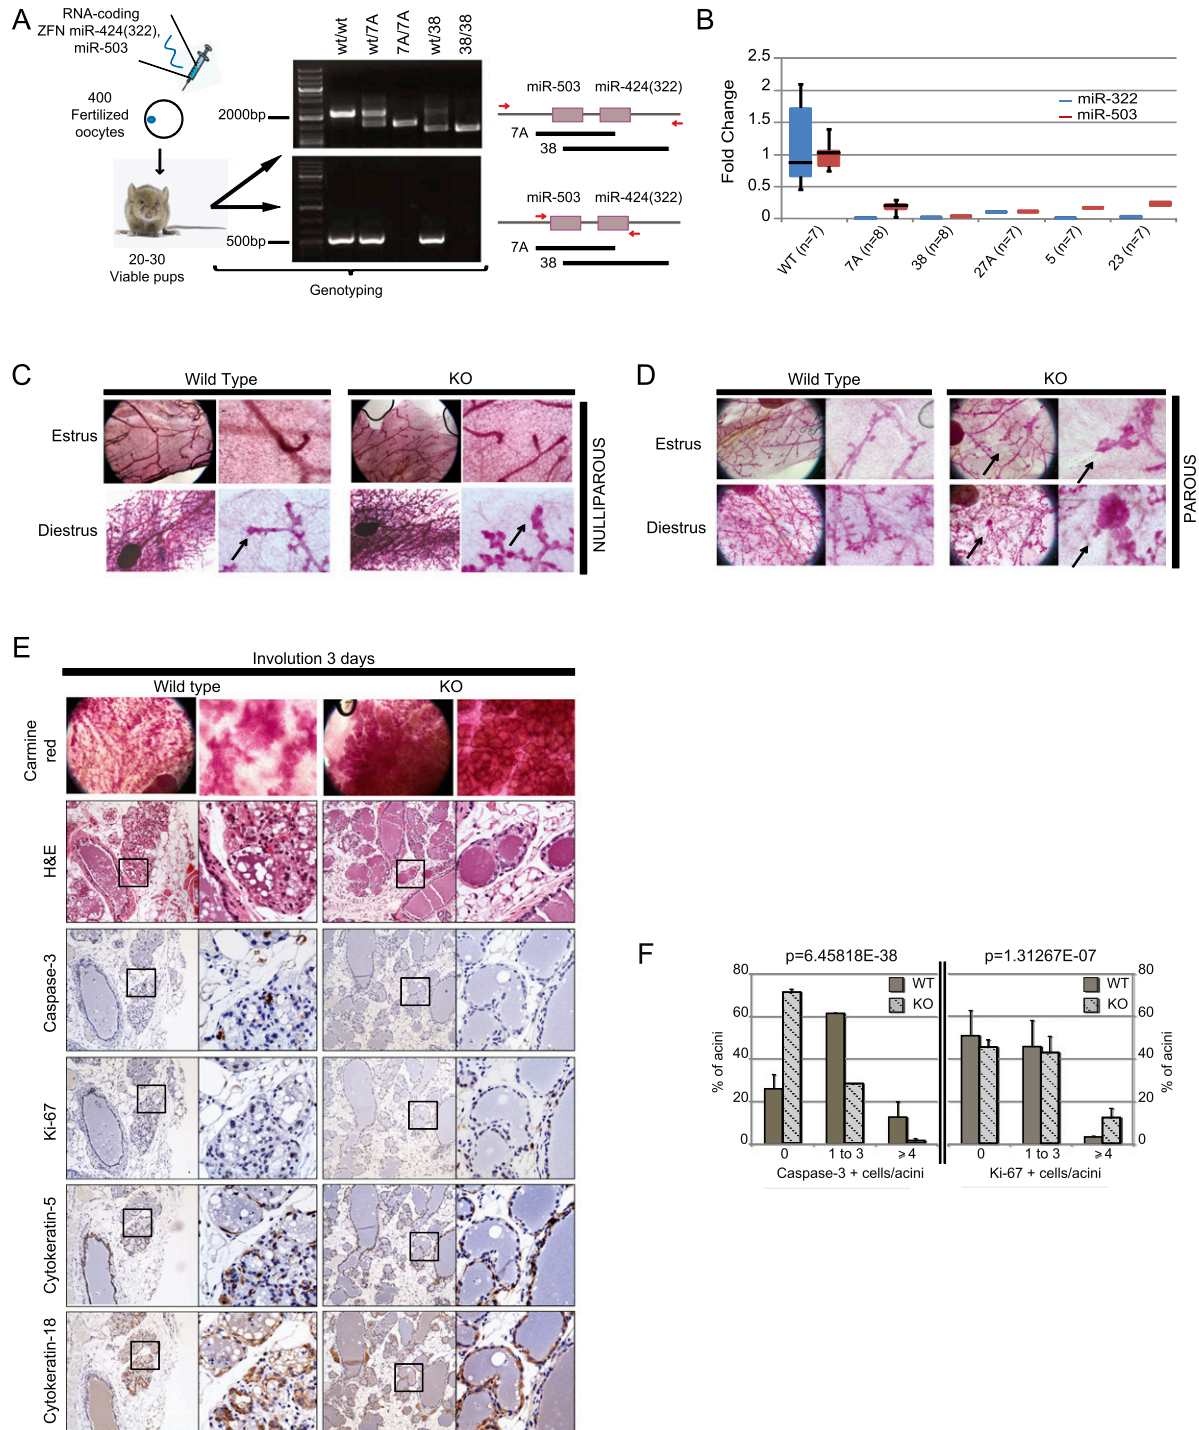 A
RNA-coding
ZFN miR-424(322),
miR-503
400
Fertilized
oocytes
20-30
Viable pups
wt/wt
wt/7A
7A/7A
wt/38
38/38
2000bp
500bp
Genotyping
miR-503 miR-424(322)
7A
38
miR-503 miR-424(322)
7A
38
B
Fold Change
2.5
2
1.5
1
0.5
0
miR-322
miR-503
WT (n=7)
7A (n=8)
38 (n=8)
27A (n=7)
5 (n=7)
23 (n=7)
C
Wild Type KO
Estrus
Diestrus
NULLIPAROUS
D
Wild Type KO
Estrus
Diestrus
PAROUS
E
Involution 3 days
Wild type KO
Carmine
red
H&E
Caspase-3
Ki-67
Cytokeratin-5
Cytokeratin-18
F
p=6.45818E-38 p=1.31267E-07
% of acini
80
60
40
20
0
WT
KO
0 1 to 3 ⩾4
Caspase-3 + cells/acini
WT
KO
0 1 to 3 ⩾4
Ki-67 + cells/acini
80
60
40
20
0
% of acini